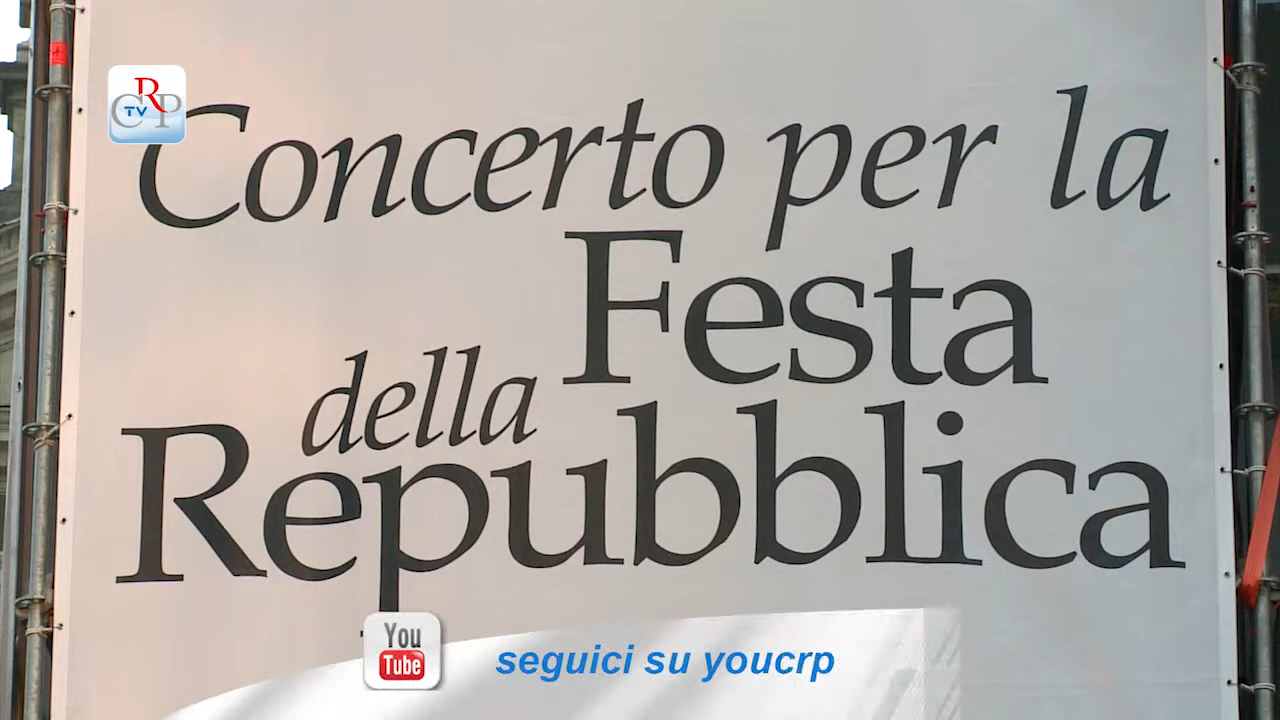 CRP
TV
Concerto per la
Festa
della
Repubblica
You
Tube
seguici su youcrp